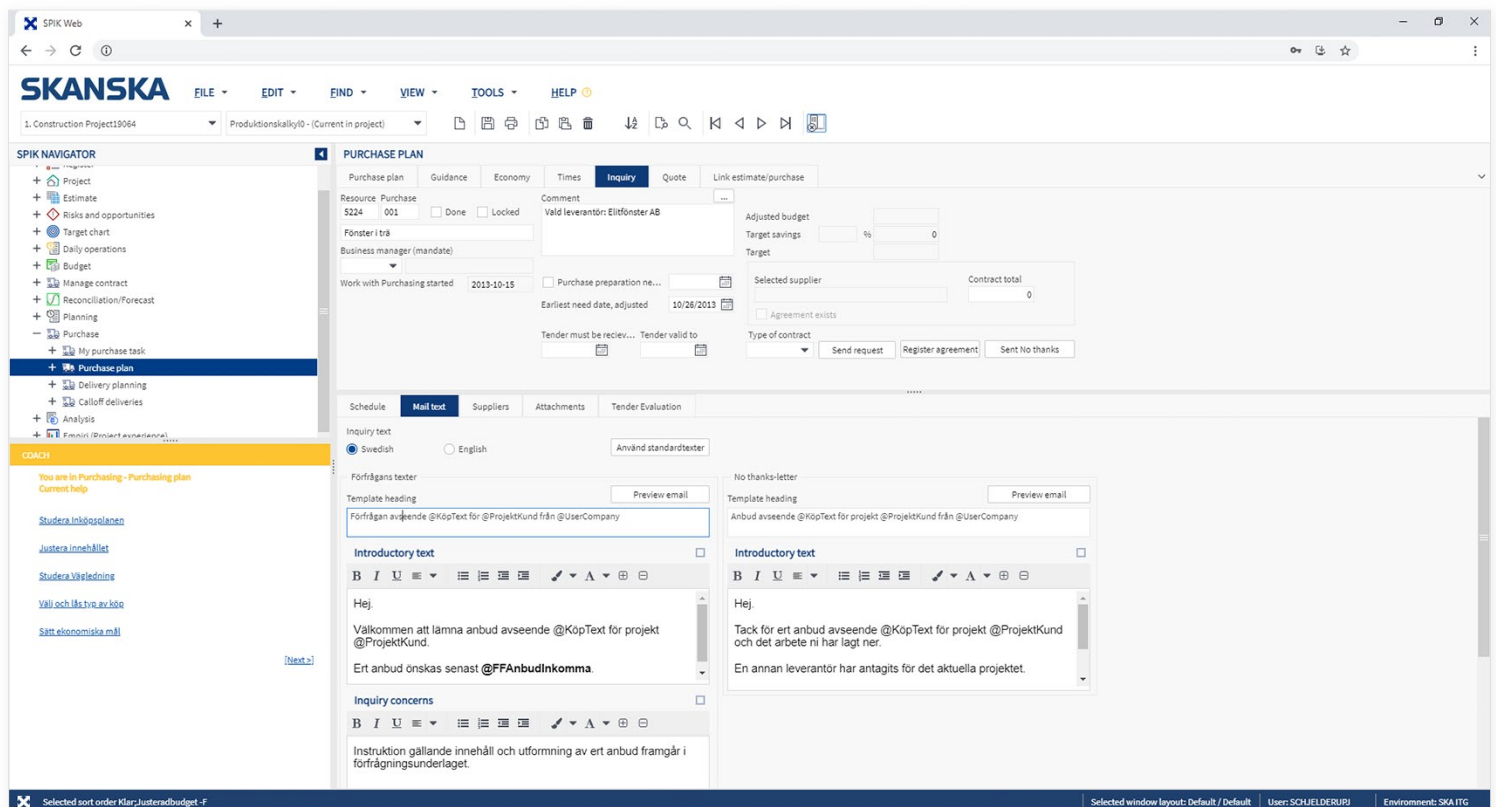 SPIK Web
SKANSKA
FILE EDIT FIND VIEW TOOLS HELP
1. Construction Project19064 Produktionskalkyl0 - (Current in project)
SPIK NAVIGATOR
Register
Project
Estimate
Risks and opportunities
Target chart
Daily operations
Budget
Manage contract
Reconciliation/Forecast
Planning
Purchase
My purchase task
Purchase plan
Delivery planning
Calloff deliveries
Analysis
Empiri (Project experience)
COACH
You are in Purchasing - Purchasing plan
Current help
Studera Inköpsplanen
Justera innehållet
Studera Vägledning
Välj och lås typ av köp
Sätt ekonomiska mål
[Next >]
PURCHASE PLAN
Purchase plan Guidance Economy Times Inquiry Quote Link estimate/purchase
Resource Purchase Comment ...
5224 001 Done Locked Vald leverantör: Elitfönster AB
Adjusted budget
Fönster i trä Target savings % 0
Business manager (mandate) Target
Work with Purchasing started 2013-10-15 Purchase preparation ne... Selected supplier Contract total
0
Earliest need date, adjusted 10/26/2013
Agreement exists
Tender must be reciev... Tender valid to Type of contract
Send request Register agreement Sent No thanks
Schedule Mail text Suppliers Attachments Tender Evaluation
Inquiry text
Swedish English Använd standardtexter
Förfrågans texter
Template heading Preview email
Förfrågan avseende @KöpText för @ProjektKund från @UserCompany
Introductory text
B I U A
Hej.
Välkommen att lämna anbud avseende @KöpText för projekt
@ProjektKund.
Ert anbud önskas senast @FFAnbudInkomma.
Inquiry concerns
B I U A
Instruktion gällande innehåll och utformning av ert anbud framgår i
förfrågningsunderlaget.
No thanks-letter
Template heading Preview email
Anbud avseende @KöpText för projekt @ProjektKund från @UserCompany
Introductory text
B I U A
Hej.
Tack för ert anbud avseende @KöpText för projekt @ProjektKund
och det arbete ni har lagt ner.
En annan leverantör har antagits för det aktuella projektet.
Selected sort order Klar;Justeradbudget -F Selected window layout: Default / Default User: SCHJELDERUPJ Enviromnent: SKA ITG